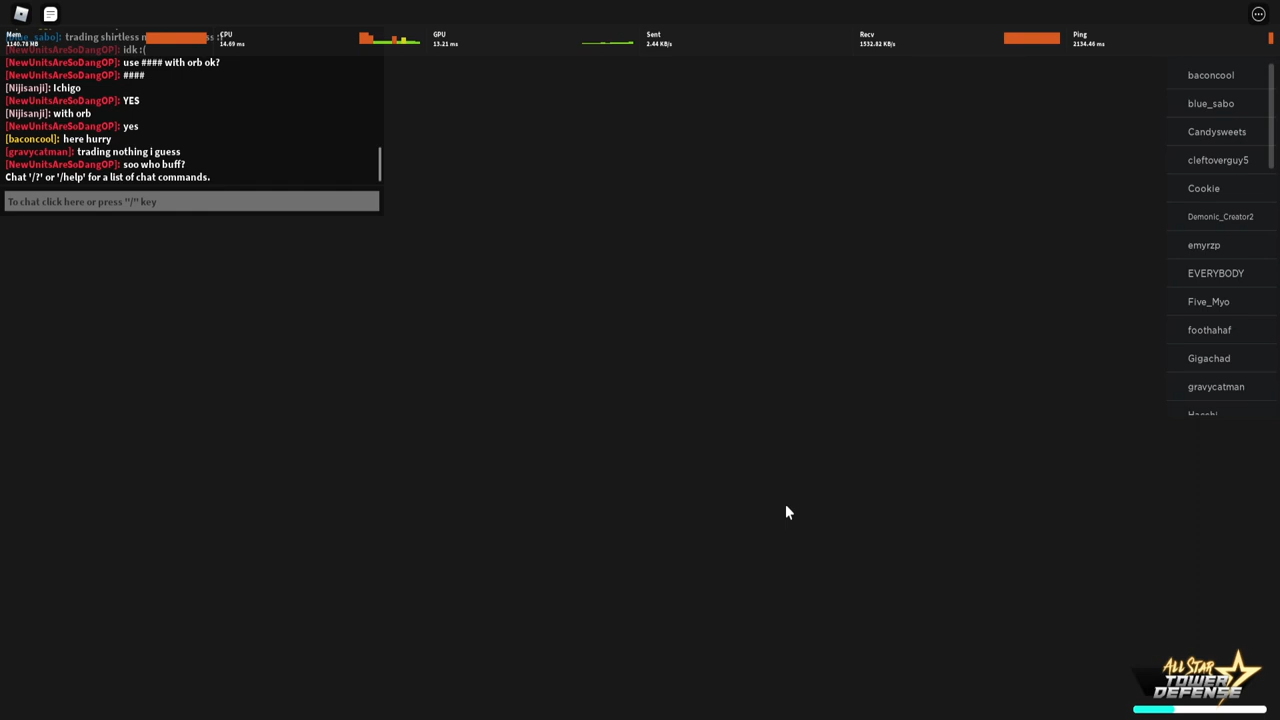 Mem
1140.78 MB
CPU
14.69 ms
GPU
13.21 ms
Sent
2.44 KB/s
Recv
1532.82 KB/s
Ping
2134.46 ms
sabo]: trading shirtless
[NewUnitsAreSoDangOP]: idk :(
[NewUnitsAreSoDangOP]: use #### with orb ok?
[NewUnitsAreSoDangOP]: ####
[Nijisanji]: Ichigo
[NewUnitsAreSoDangOP]: YES
[Nijisanji]: with orb
[NewUnitsAreSoDangOP]: yes
[baconcool]: here hurry
[gravycatman]: trading nothing i guess
[NewUnitsAreSoDangOP]: soo who buff?
Chat '/?' or '/help' for a list of chat commands.
To chat click here or press "/" key
baconcool
blue_sabo
Candysweets
cleftoverguy5
Cookie
Demonic_Creator2
emyrzp
EVERYBODY
Five_Myo
foothahaf
Gigachad
gravycatman
ALL STAR
TOWER
DEFENSE